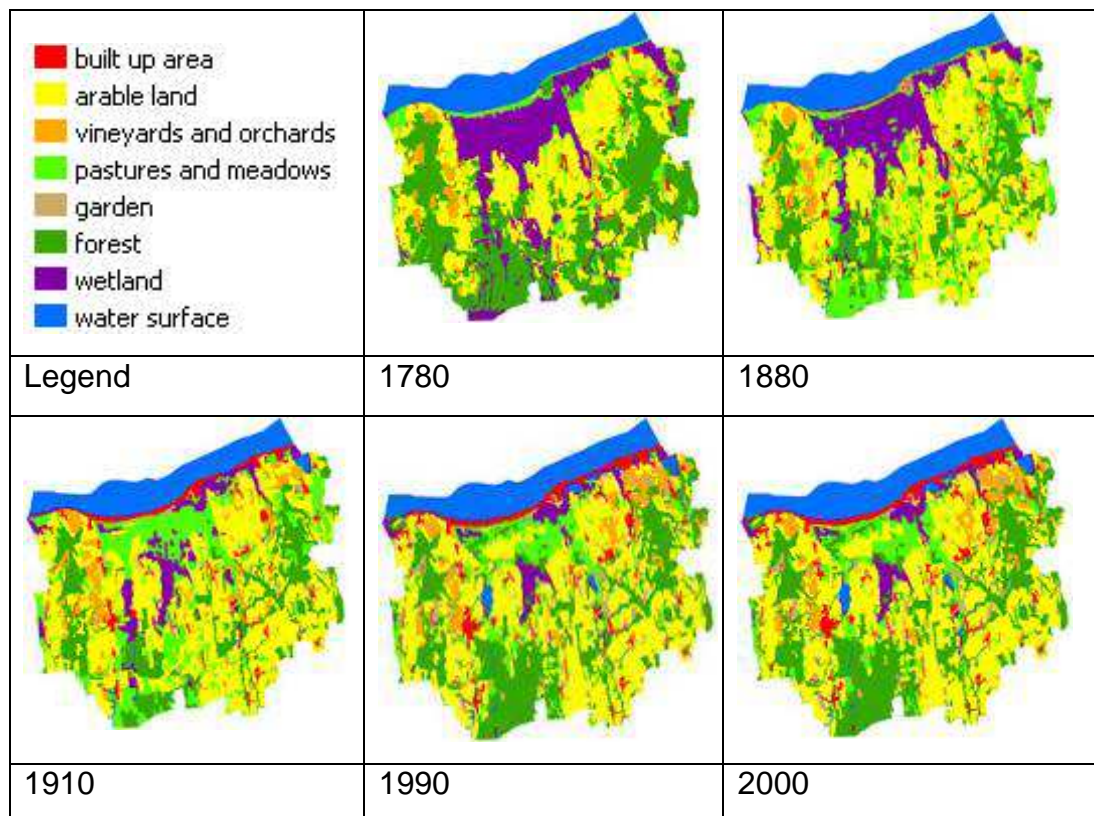 built up area
arable land
vineyards and orchards
pastures and meadows
garden
forest
wetland
water surface
Legend
1780
1880
1910
1990
2000